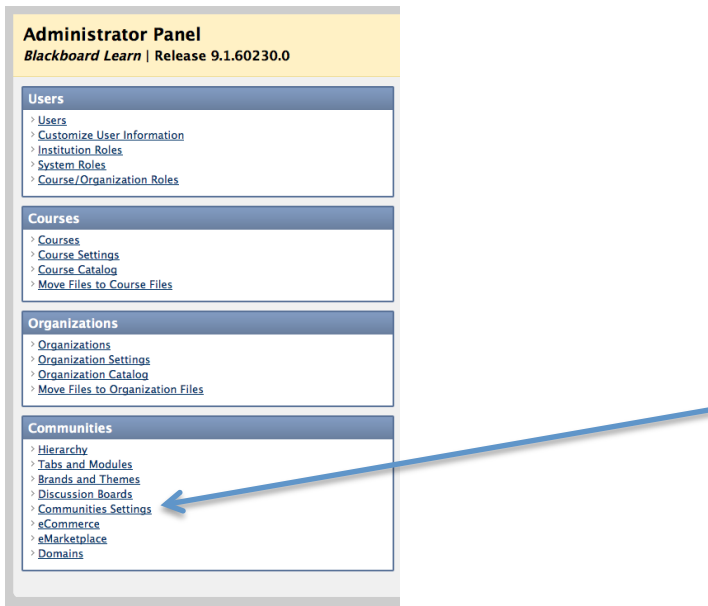 Administrator Panel
Blackboard Learn | Release 9.1.60230.0
Users
Users
Customize User Information
Institution Roles
System Roles
Course/Organization Roles
Courses
Courses
Course Settings
Course Catalog
Move Files to Course Files
Organizations
Organizations
Organization Settings
Organization Catalog
Move Files to Organization Files
Communities
Hierarchy
Tabs and Modules
Brands and Themes
Discussion Boards
Communities Settings
eCommerce
eMarketplace
Domains